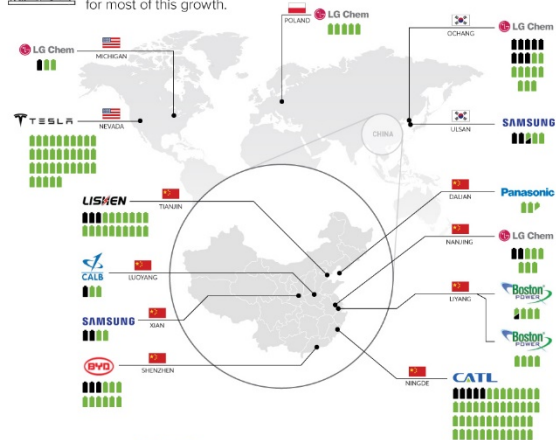 for most of this growth.
POLAND
LG Chem
OCHANG
LG Chem
LG Chem
MICHIGAN
TESLA
NEVADA
ULSAN
SAMSUNG
CHINA
LISHEN
TIANJIN
DALIAN
Panasonic
NANJING
LG Chem
CALB
LUOYANG
LIYANG
Boston
POWER
SAMSUNG
XIAN
Boston
POWER
BYD
SHENZHEN
NINGDE
CATL